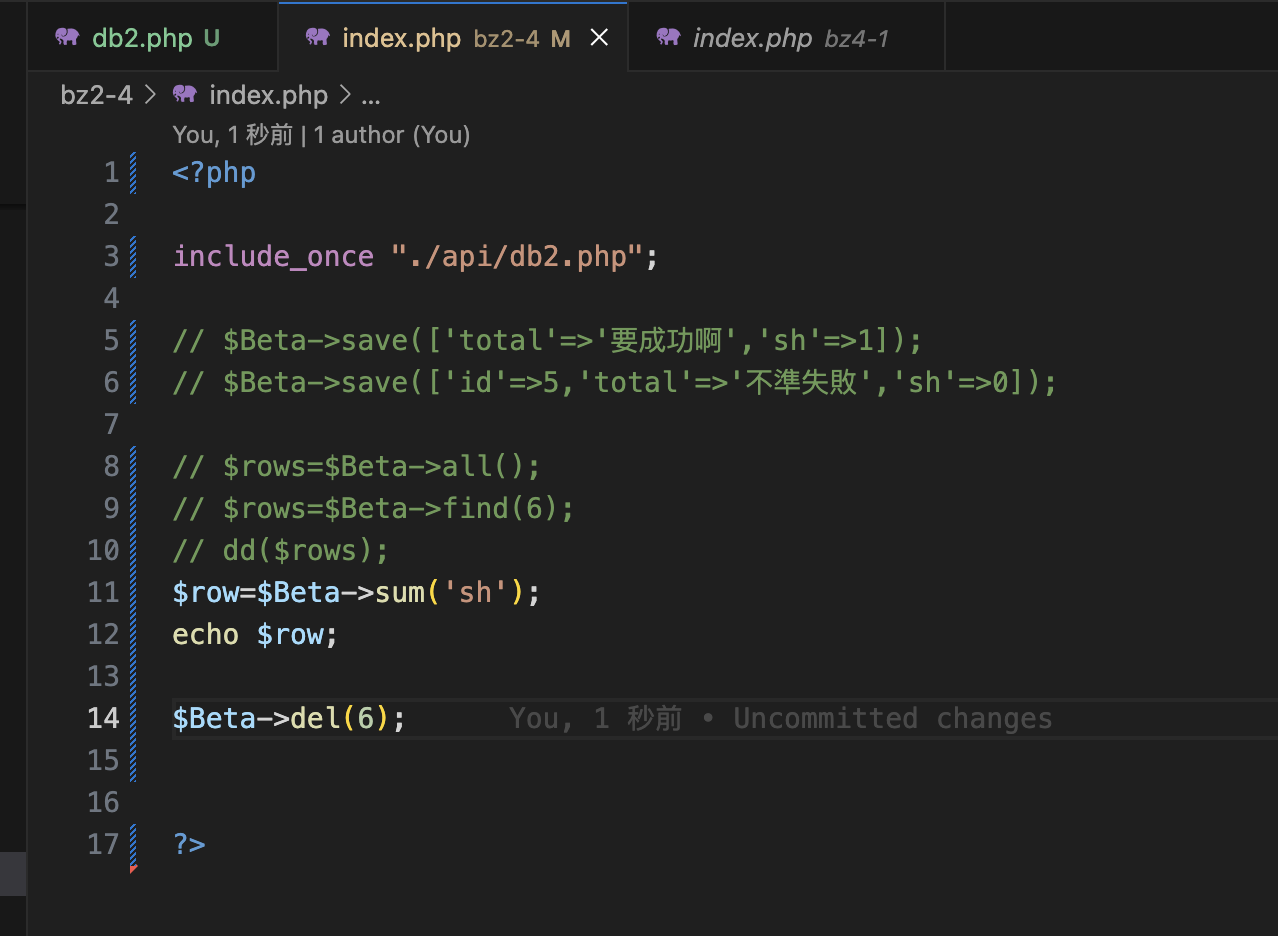 db2.php U
index.php bz2-4 M
index.php bz4-1
bz2-4 > index.php > ...
You, 1 秒前 | 1 author (You)
1 <?php
2
3 include_once "./api/db2.php";
4
5 // $Beta->save(['total'=>'要成功啊','sh'=>1]);
6 // $Beta->save(['id'=>5,'total'=>'不準失敗','sh'=>0]);
7
8 // $rows=$Beta->all();
9 // $rows=$Beta->find(6);
10 // dd($rows);
11 $row=$Beta->sum('sh');
12 echo $row;
13
14 $Beta->del(6); You, 1 秒前 • Uncommitted changes
15
16
17 ?>